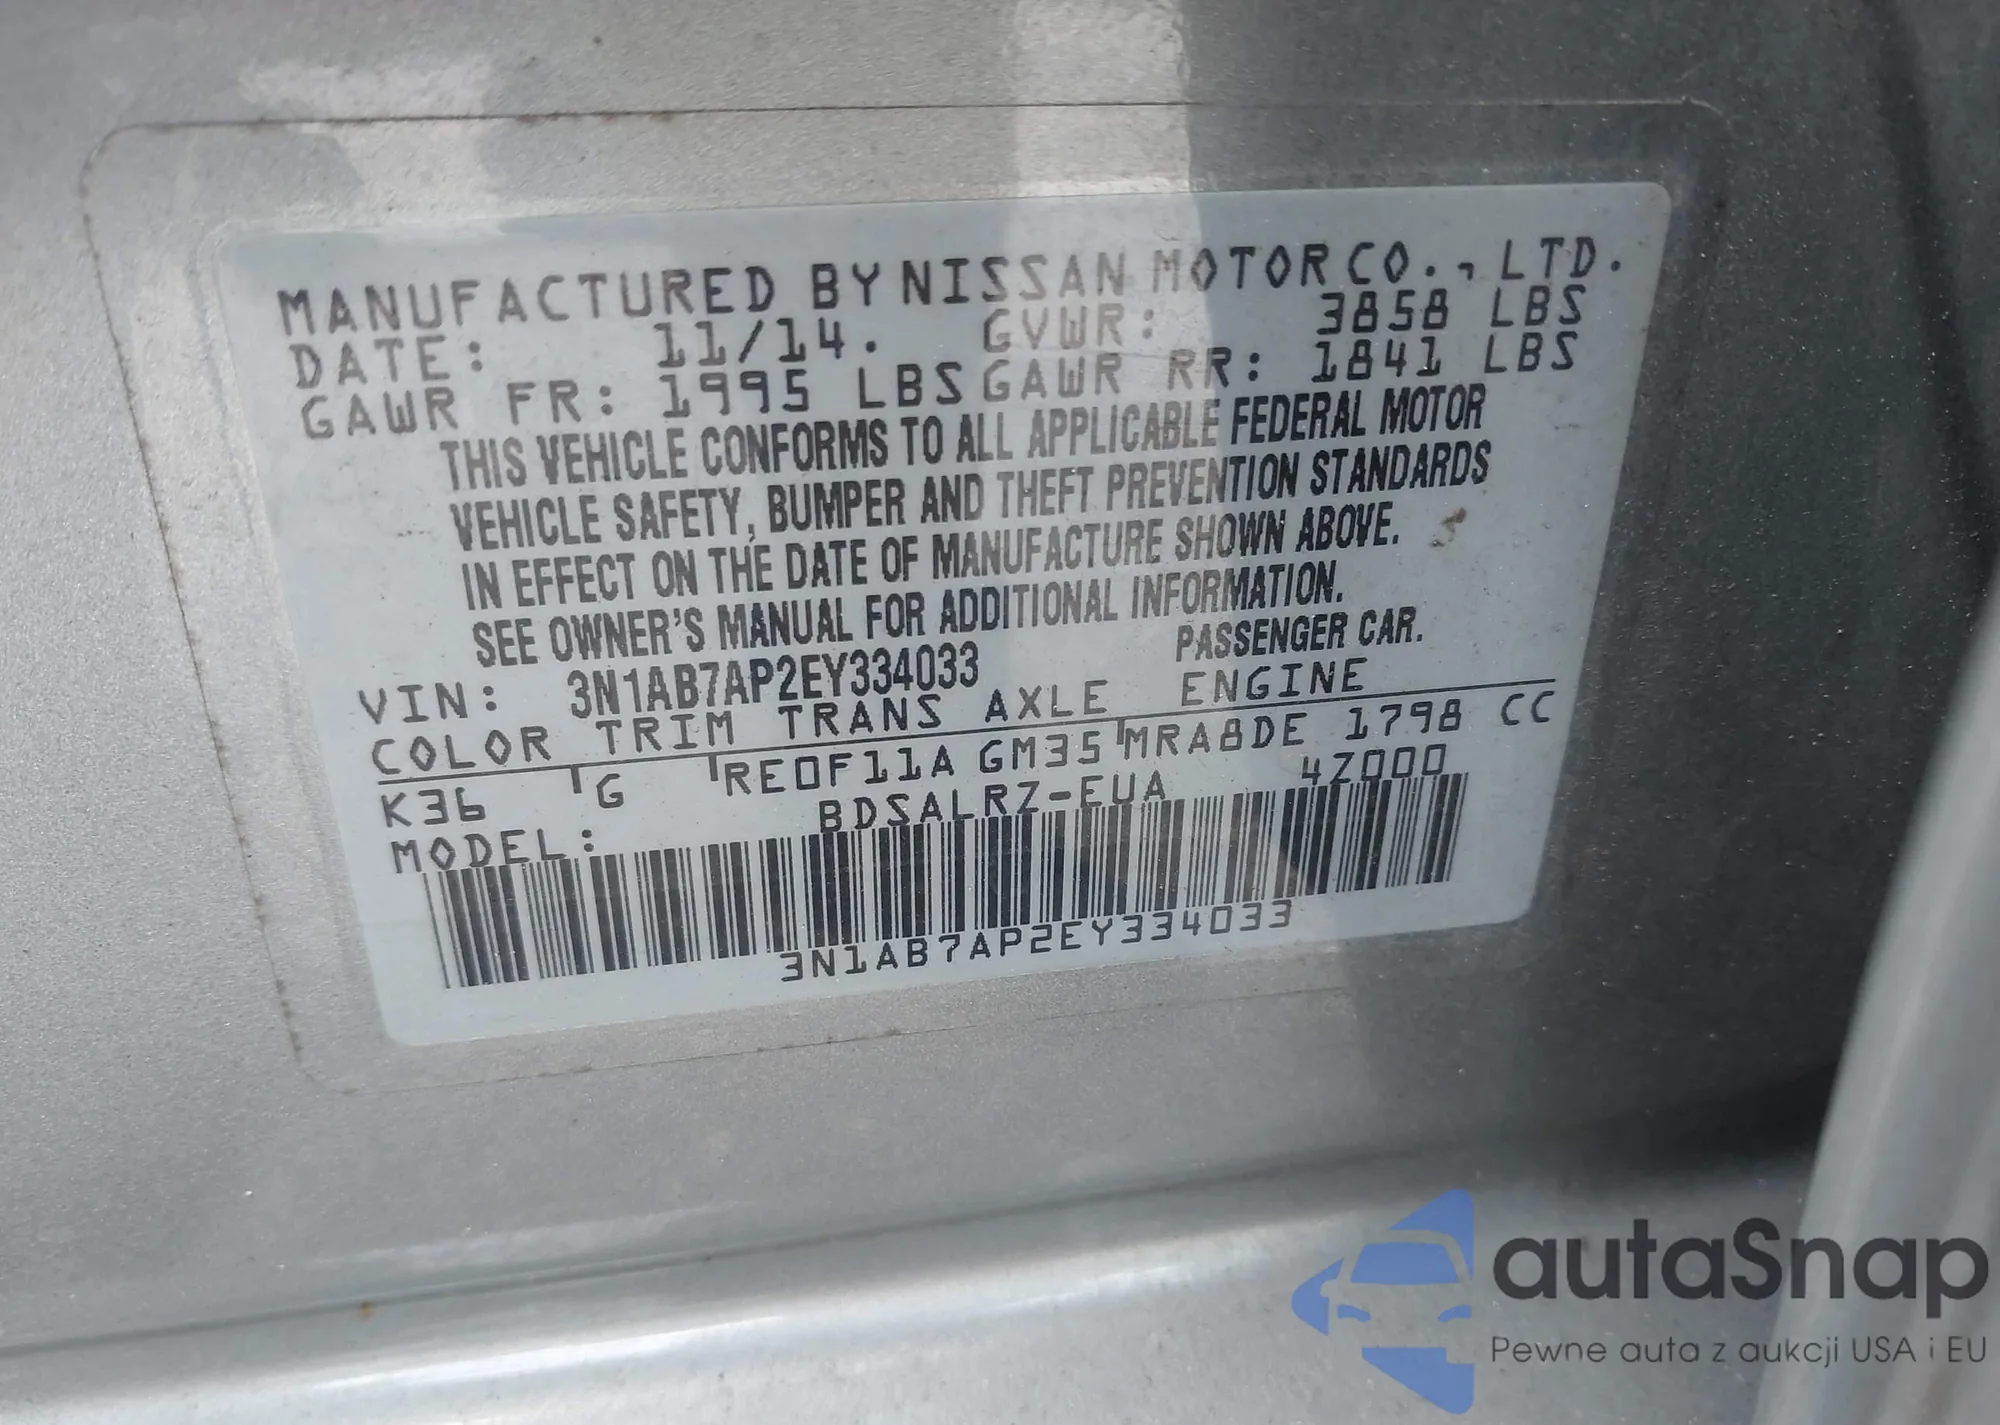 MANUFACTURED BY NISSAN MOTOR CO., LTD.
DATE: 11/14. GVWR: 3858 LBS
GAWR FR: 1995 LBS GAWR RR: 1841 LBS
THIS VEHICLE CONFORMS TO ALL APPLICABLE FEDERAL MOTOR
VEHICLE SAFETY, BUMPER AND THEFT PREVENTION STANDARDS
IN EFFECT ON THE DATE OF MANUFACTURE SHOWN ABOVE.
SEE OWNER'S MANUAL FOR ADDITIONAL INFORMATION.
VIN: 3N1AB7AP2EY334033 PASSENGER CAR.
COLOR TRIM TRANS AXLE ENGINE
K36 G RE0F11A GM35 MRA8DE 1798 CC
MODEL: BDSALRZ-EUA 4Z000
3N1AB7AP2EY334033
autaSnap
Pewne auta z aukcji USA i EU